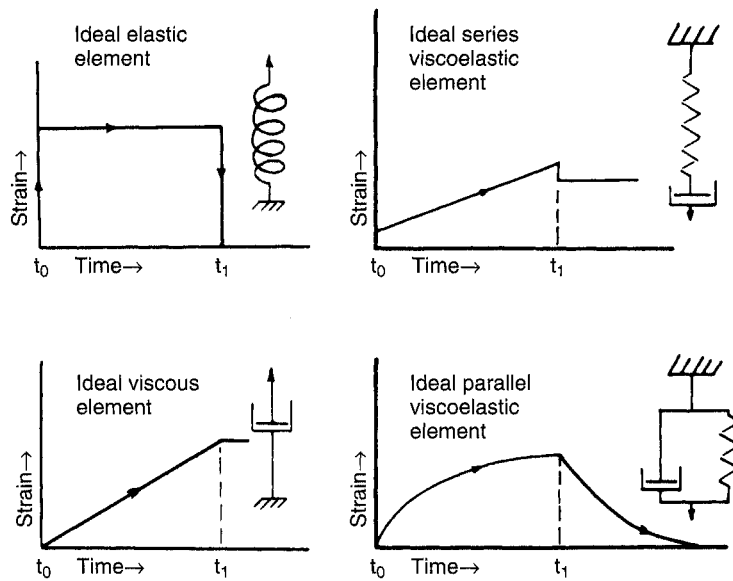 Ideal elastic
element
Strain→
t0 Time→ t1
Ideal series
viscoelastic
element
Strain→
t0 Time→ t1
Ideal viscous
element
Strain→
t0 Time→ t1
Ideal parallel
viscoelastic
element
Strain→
t0 Time→ t1